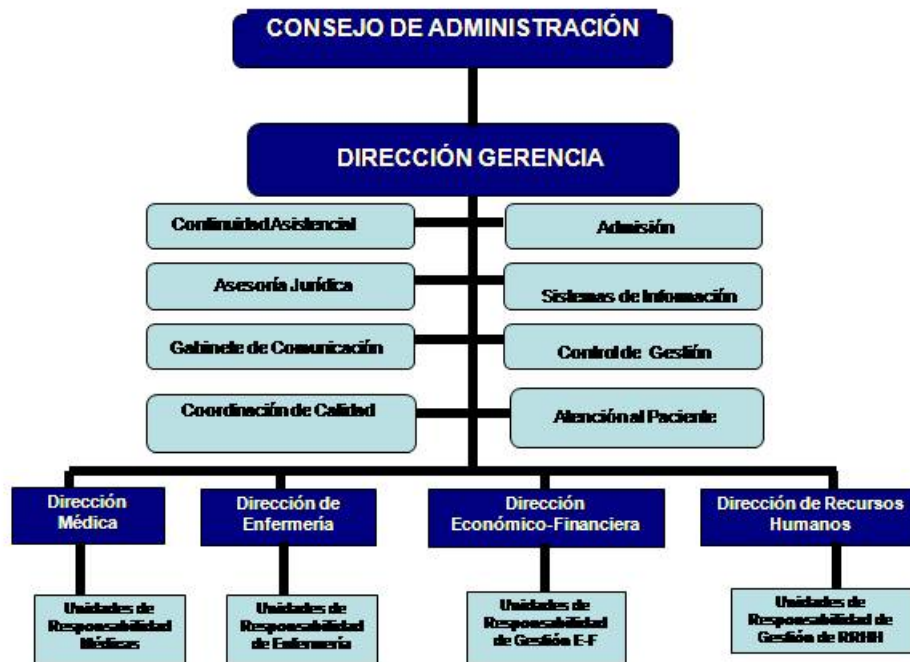 CONSEJO DE ADMINISTRACIÓN
DIRECCIÓN GERENCIA
Continuidad Asistencial
Admisión
Asesoría Jurídica
Sistemas de Información
Gabinete de Comunicación
Control de Gestión
Coordinación de Calidad
Atención al Paciente
Dirección
Médica
Dirección de
Enfermería
Dirección
Económico-Financiera
Dirección de Recursos
Humanos
Unidades de
Responsabilidad
Médicas
Unidades de
Responsabilidad
de Enfermería
Unidades de
Responsabilidad
de Gestión E-F
Unidades de
Responsabilidad de
Gestión de RRHH